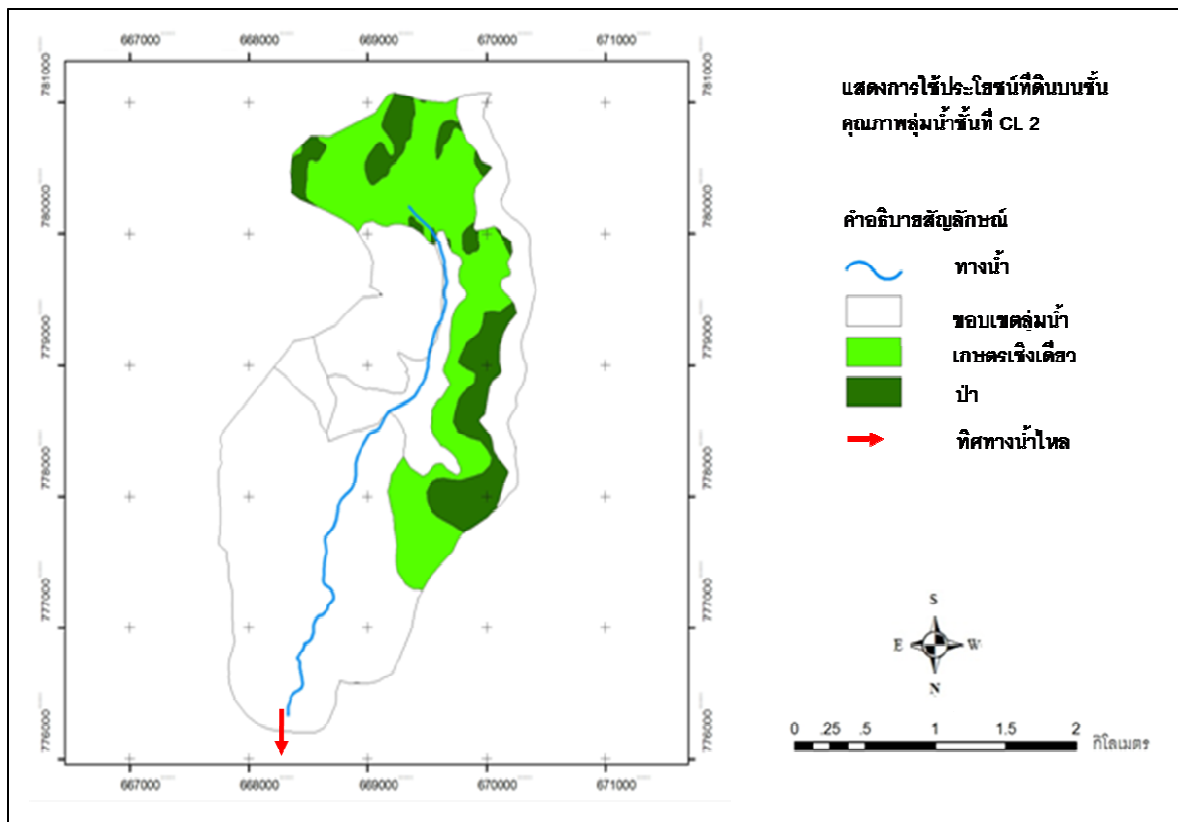 667000 668000 669000 670000 671000
781000
780000
779000
778000
777000
776000
781000
780000
779000
778000
777000
776000
667000 668000 669000 670000 671000
แสดงการใช้ประโยชน์ที่ดินบนชั้น
คุณภาพลุ่มน้ำชั้นที่ CL 2
คำอธิบายสัญลักษณ์
ทางน้ำ
ขอบเขตลุ่มน้ำ
เกษตรเชิงเดี่ยว
ป่า
ทิศทางน้ำไหล
S
E W
N
0 .25 .5 1 1.5 2
กิโลเมตร